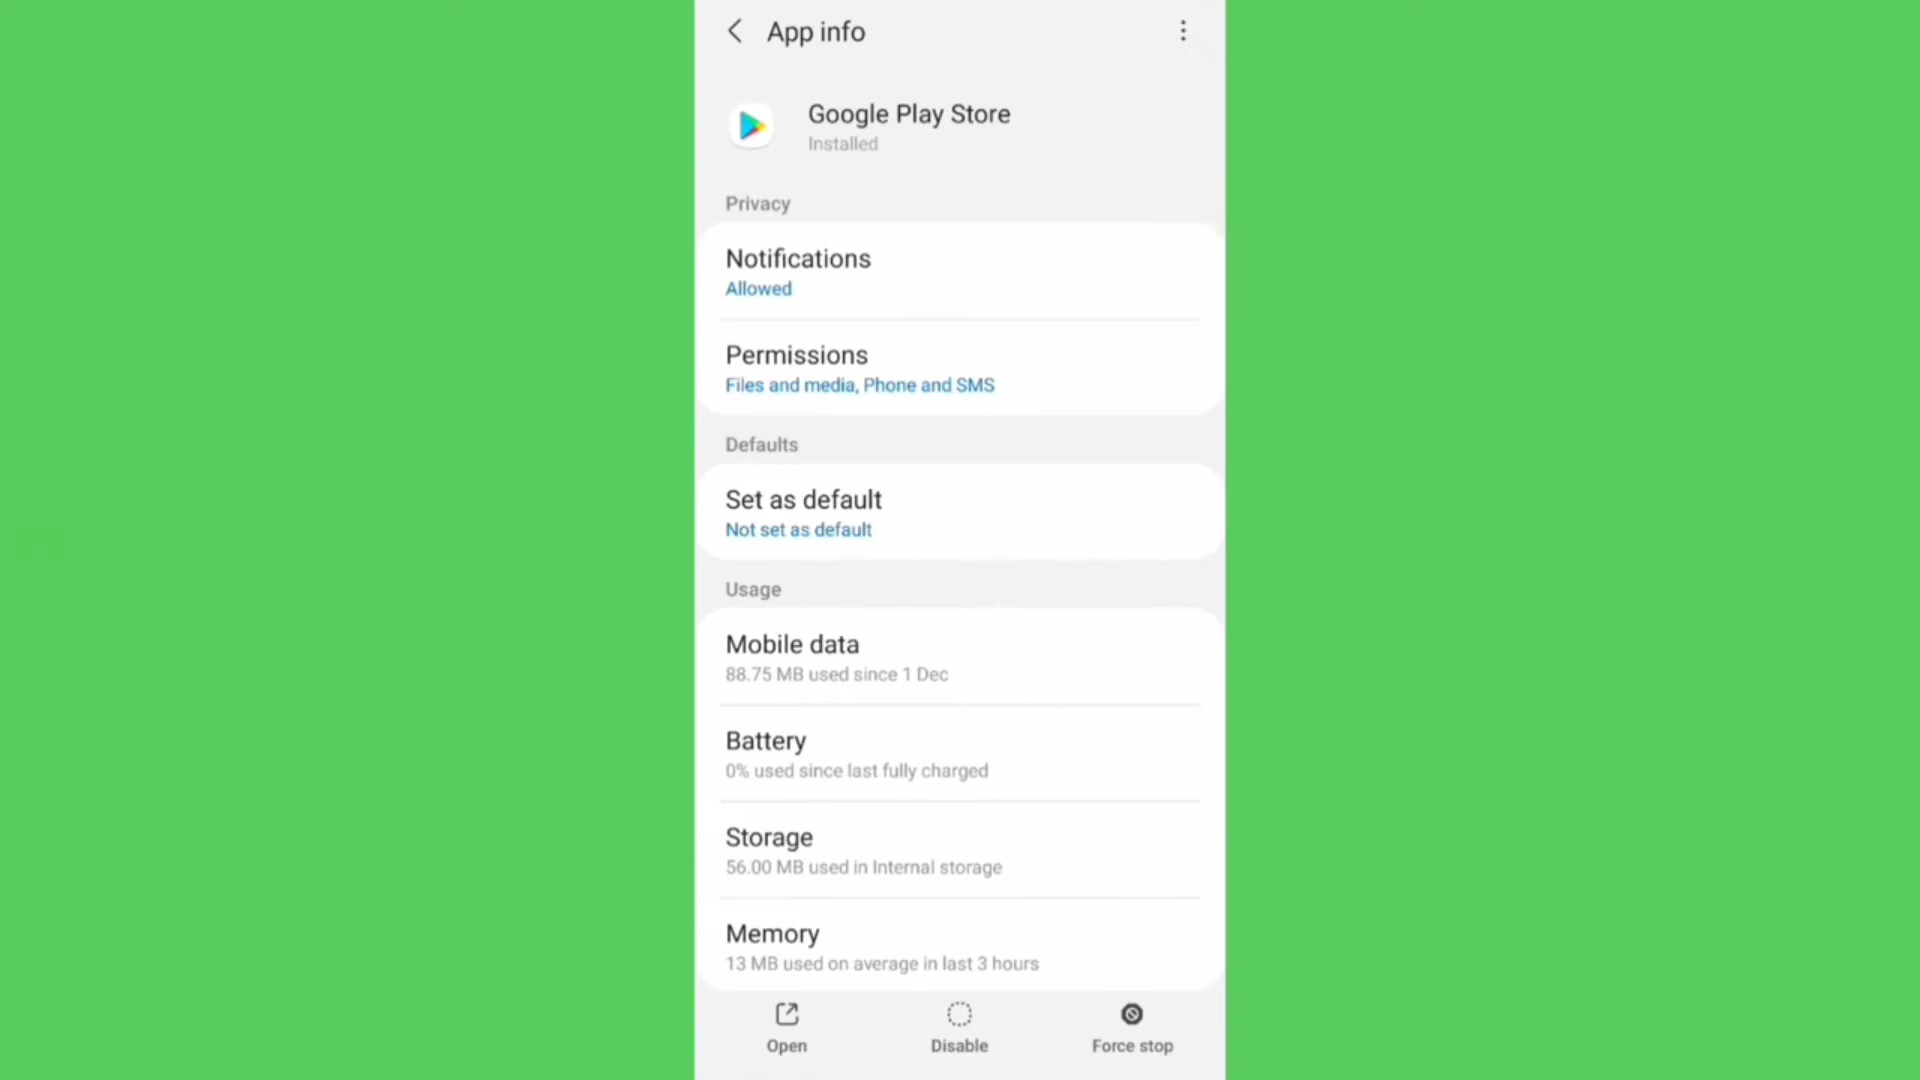 App info
Google Play Store
Installed
Privacy
Notifications
Allowed
Permissions
Files and media, Phone and SMS
Defaults
Set as default
Not set as default
Usage
Mobile data
88.75 MB used since 1 Dec
Battery
0% used since last fully charged
Storage
56.00 MB used in Internal storage
Memory
13 MB used on average in last 3 hours
Open
Disable
Force stop